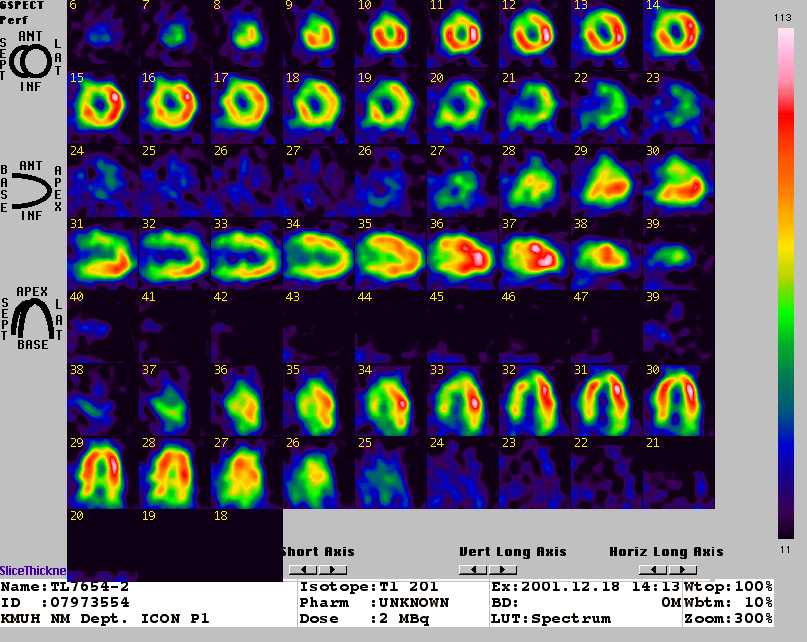 GSPECT
Perf
ANT
SEPT
LAT
INF
6 7 8 9 10 11 12 13 14
15 16 17 18 19 20 21 22 23
24 25 26 27 26 27 28 29 30
ANT
BASE
APEX
INF
31 32 33 34 35 36 37 38 39
APEX
SEPT
LAT
BASE
40 41 42 43 44 45 46 47 39
38 37 36 35 34 33 32 31 30
29 28 27 26 25 24 23 22 21
20 19 18
113
11
Short Axis Vert Long Axis Horiz Long Axis
SliceThickne
Name:TL7654-2 Isotope:Tl 201 Ex:2001.12.18 14:13 Wtop:100%
ID :07973554 Pharm :UNKNOWN BD: 0M Wbtm: 10%
KMUH NM Dept. ICON P1 Dose :2 MBq LUT:Spectrum Zoom:300%